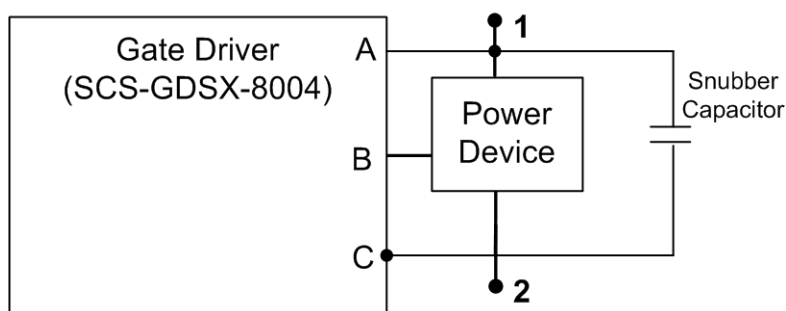 Gate Driver
(SCS-GDSX-8004)
A
B
C
1
Power
Device
2
Snubber
Capacitor